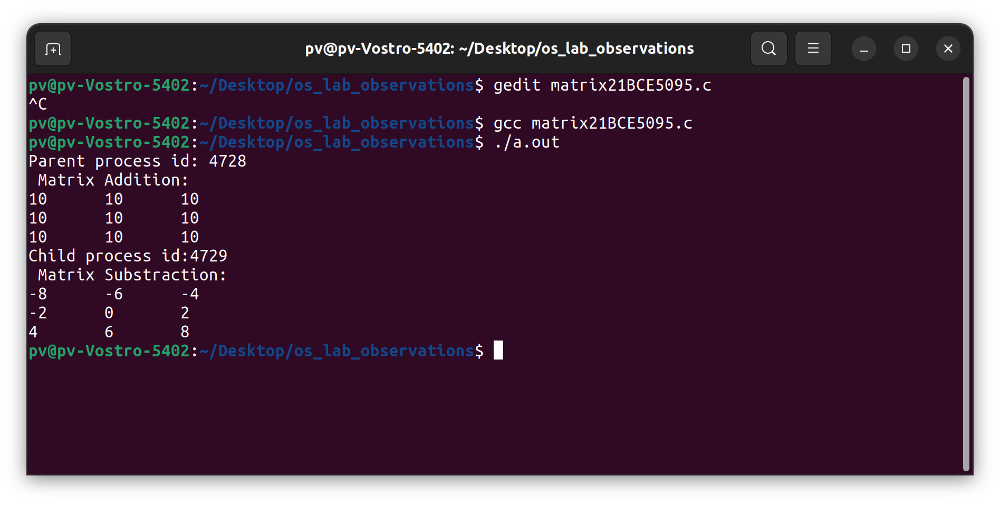 pv@pv-Vostro-5402: ~/Desktop/os_lab_observations
pv@pv-Vostro-5402:~/Desktop/os_lab_observations$ gedit matrix21BCE5095.c
^C
pv@pv-Vostro-5402:~/Desktop/os_lab_observations$ gcc matrix21BCE5095.c
pv@pv-Vostro-5402:~/Desktop/os_lab_observations$ ./a.out
Parent process id: 4728
 Matrix Addition:
10      10      10
10      10      10
10      10      10
Child process id:4729
 Matrix Substraction:
-8      -6      -4
-2      0       2
4       6       8
pv@pv-Vostro-5402:~/Desktop/os_lab_observations$